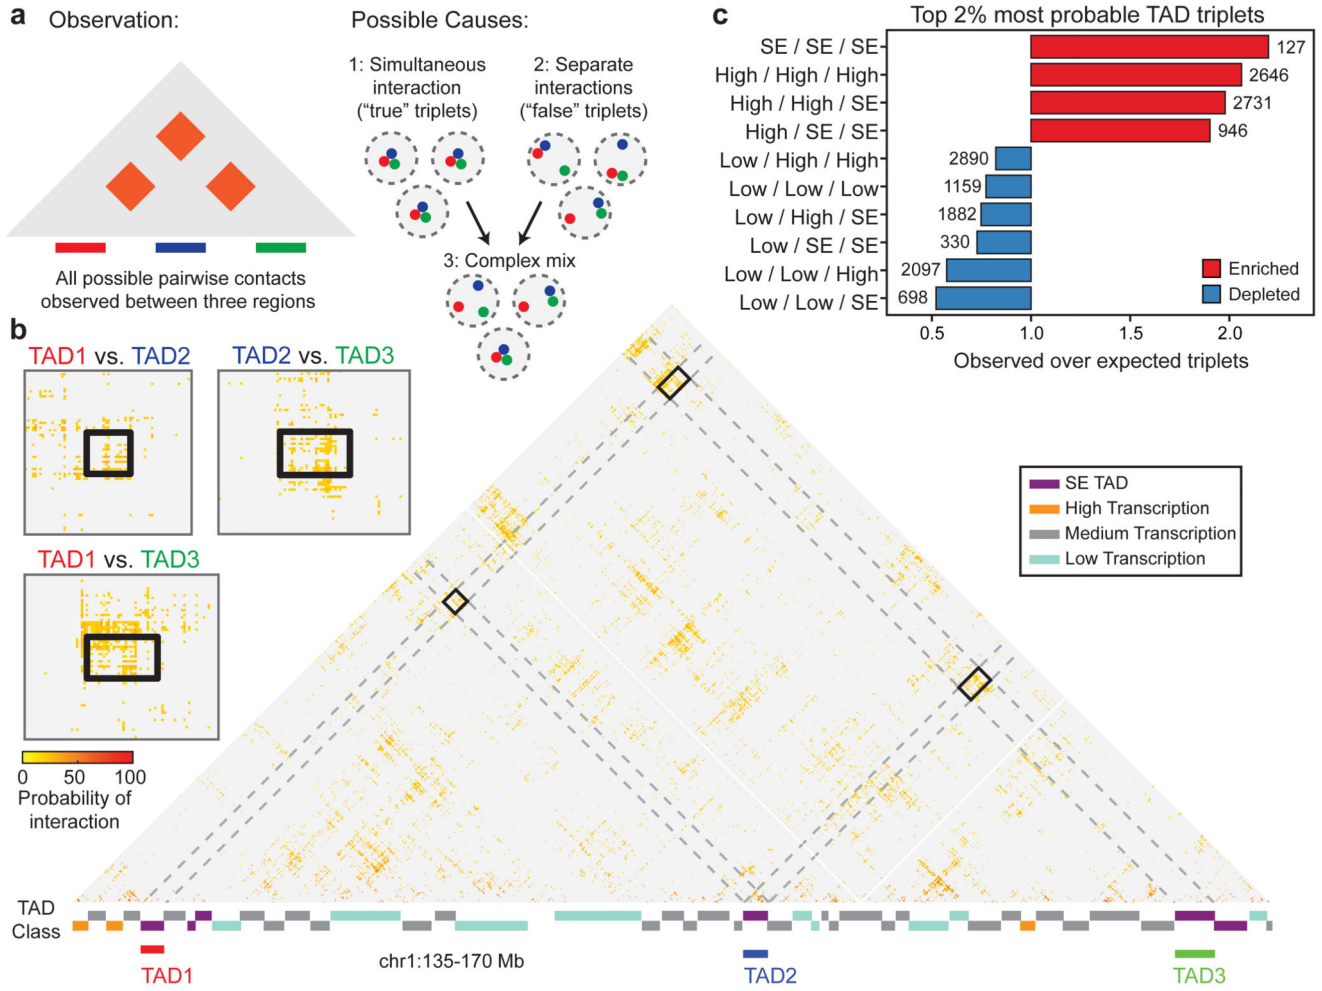 a
Observation:
All possible pairwise contacts
observed between three regions
Possible Causes:
1: Simultaneous
interaction
(“true” triplets)
2: Separate
interactions
(“false” triplets)
3: Complex mix
c
Top 2% most probable TAD triplets
SE / SE / SE
127
High / High / High
2646
High / High / SE
2731
High / SE / SE
946
Low / High / High
2890
Low / Low / Low
1159
Low / High / SE
1882
Low / SE / SE
330
Low / Low / High
2097
Low / Low / SE
698
Enriched
Depleted
0.5
1.0
1.5
2.0
Observed over expected triplets
b
TAD1 vs. TAD2
TAD2 vs. TAD3
TAD1 vs. TAD3
0
50
100
Probability of
interaction
SE TAD
High Transcription
Medium Transcription
Low Transcription
TAD
Class
TAD1
chr1:135-170 Mb
TAD2
TAD3